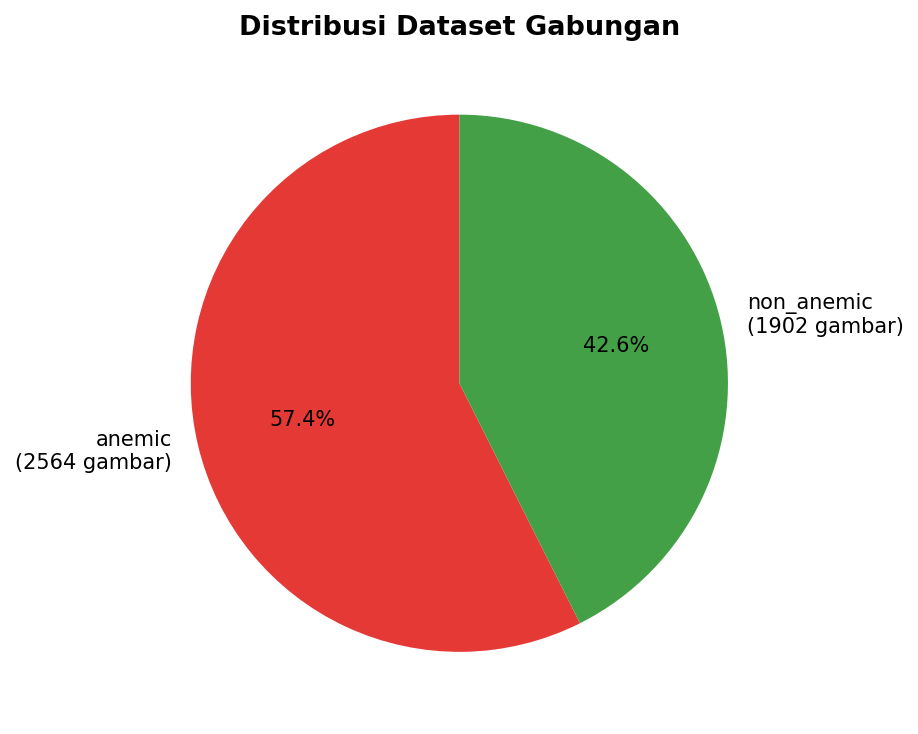 Distribusi Dataset Gabungan
non_anemic
(1902 gambar)
42.6%
57.4%
anemic
(2564 gambar)